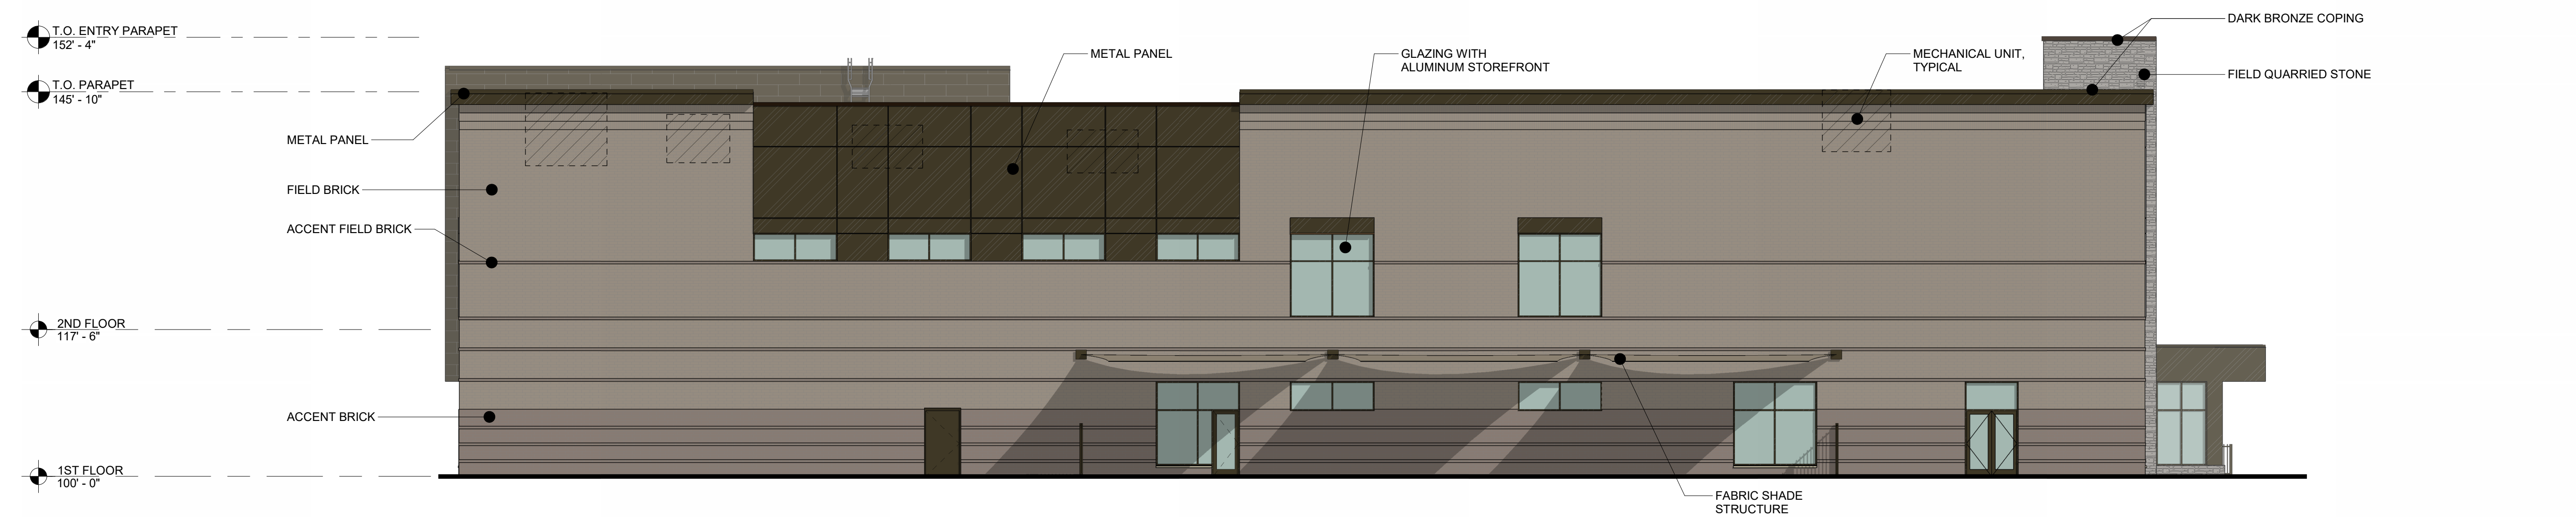 T.O. ENTRY PARAPET
152' - 4"
T.O. PARAPET
145' - 10"
METAL PANEL
FIELD BRICK
ACCENT FIELD BRICK
2ND FLOOR
117' - 6"
ACCENT BRICK
1ST FLOOR
100' - 0"
METAL PANEL
GLAZING WITH
ALUMINUM STOREFRONT
MECHANICAL UNIT,
TYPICAL
DARK BRONZE COPING
FIELD QUARRIED STONE
FABRIC SHADE
STRUCTURE